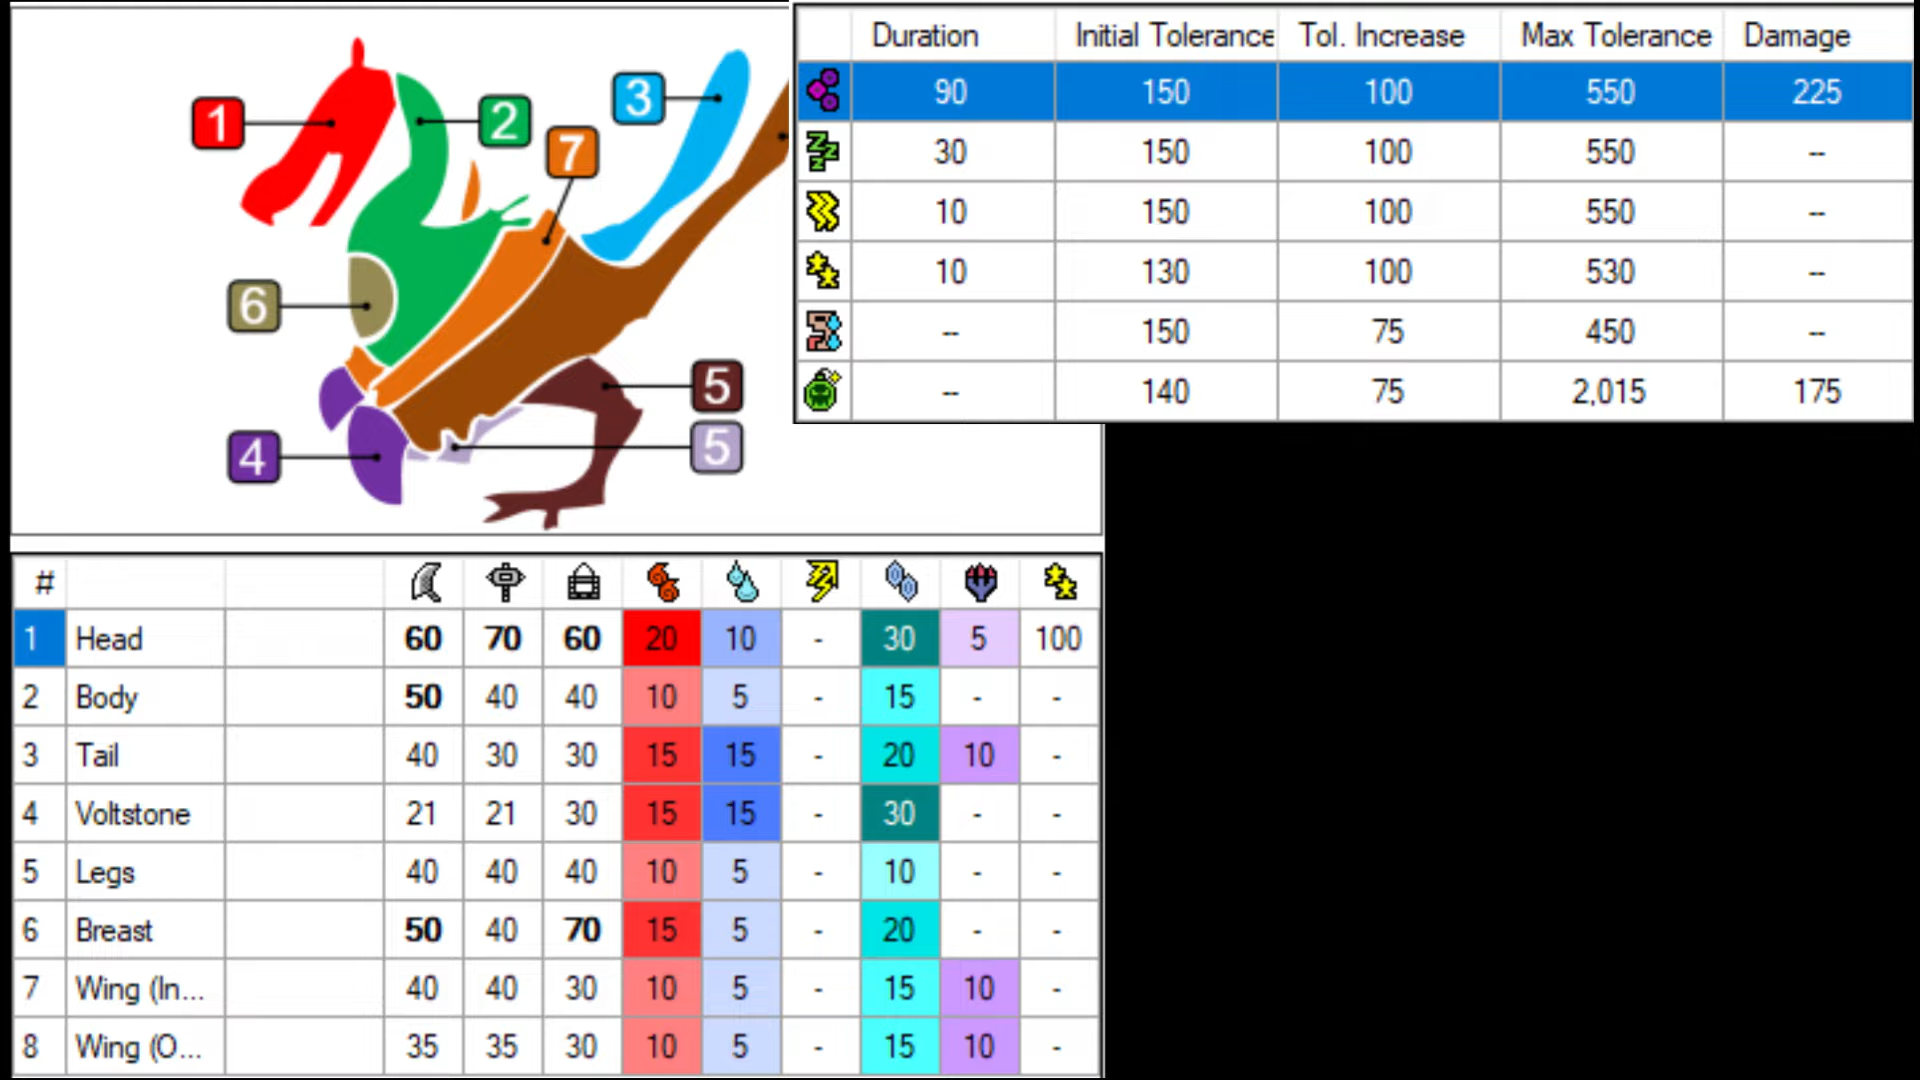 1
2
3
7
6
5
4
5
Duration Initial Tolerance Tol. Increase Max Tolerance Damage
90 150 100 550 225
30 150 100 550 --
10 150 100 550 --
10 130 100 530 --
-- 150 75 450 --
-- 140 75 2,015 175
#
1 Head 60 70 60 20 10 - 30 5 100
2 Body 50 40 40 10 5 - 15 - -
3 Tail 40 30 30 15 15 - 20 10 -
4 Voltstone 21 21 30 15 15 - 30 - -
5 Legs 40 40 40 10 5 - 10 - -
6 Breast 50 40 70 15 5 - 20 - -
7 Wing (In... 40 40 30 10 5 - 15 10 -
8 Wing (O... 35 35 30 10 5 - 15 10 -